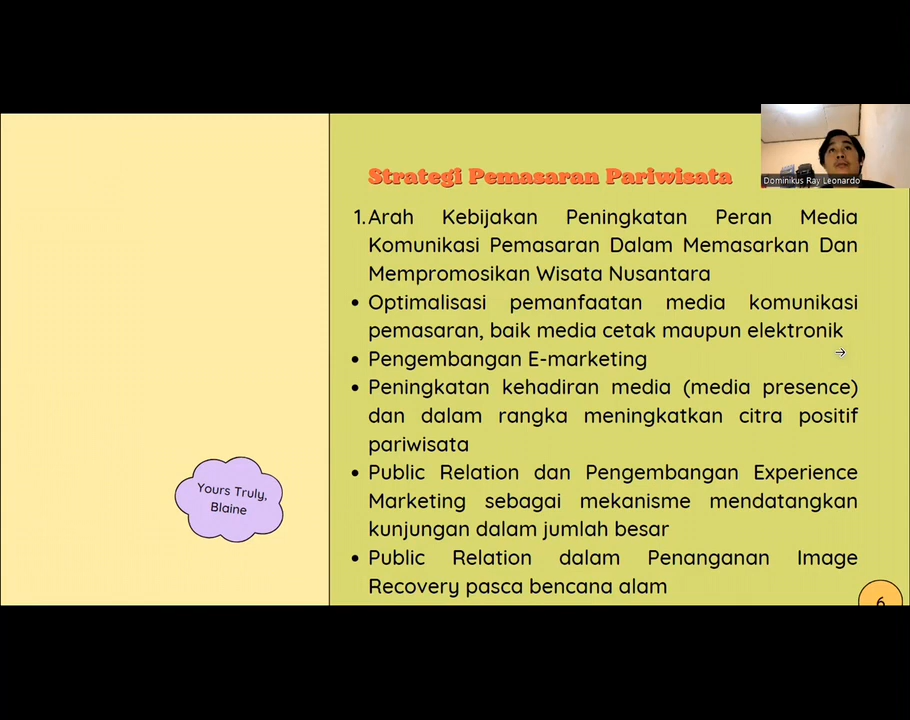 Dominikus Ray Leonardo
Strategi Pemasaran Pariwisata
1. Arah Kebijakan Peningkatan Peran Media
Komunikasi Pemasaran Dalam Memasarkan Dan
Mempromosikan Wisata Nusantara
• Optimalisasi pemanfaatan media komunikasi
pemasaran, baik media cetak maupun elektronik
• Pengembangan E-marketing
• Peningkatan kehadiran media (media presence)
dan dalam rangka meningkatkan citra positif
pariwisata
• Public Relation dan Pengembangan Experience
Marketing sebagai mekanisme mendatangkan
kunjungan dalam jumlah besar
• Public Relation dalam Penanganan Image
Recovery pasca bencana alam
Yours Truly,
Blaine
6